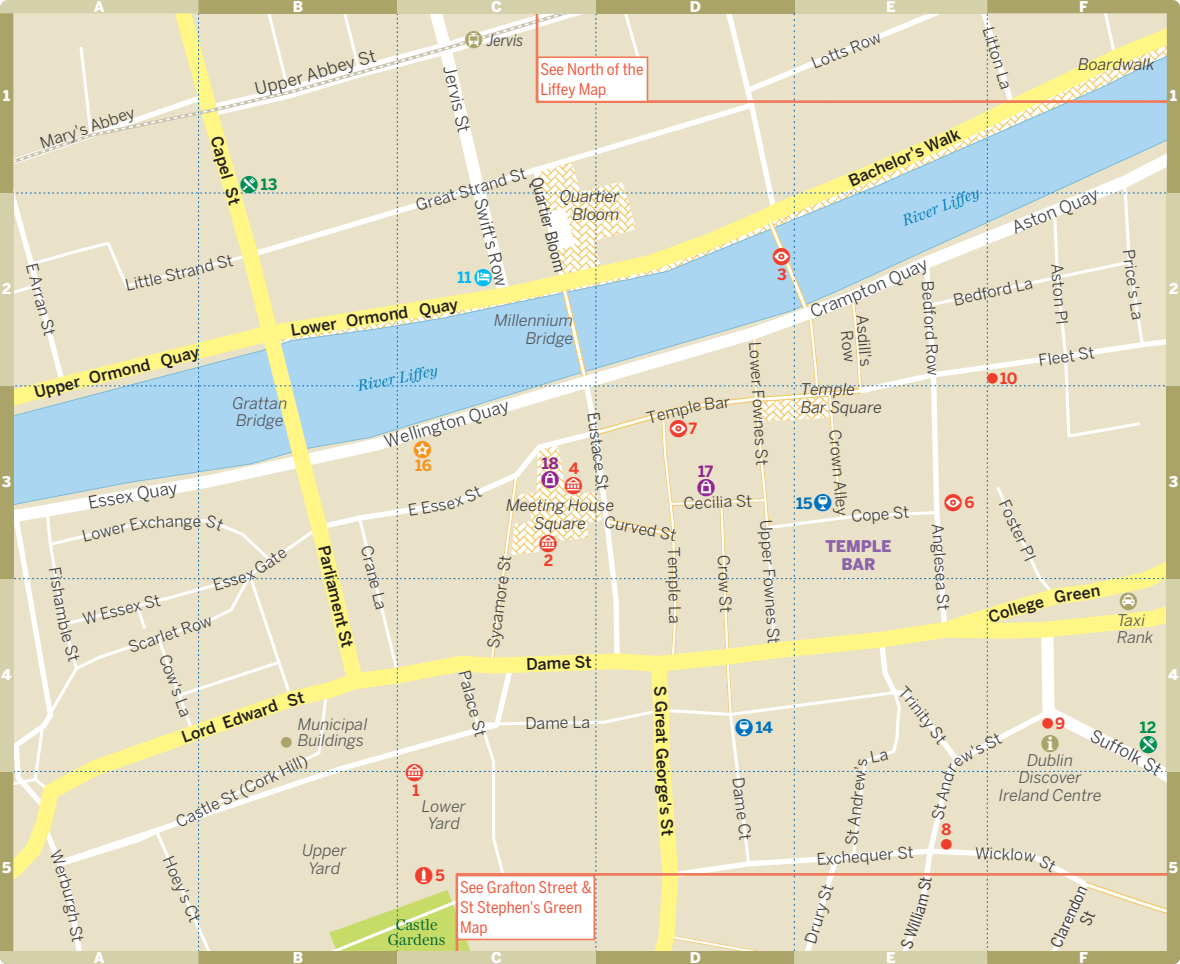 A B C D E F
Jervis
Lotts Row
Litton La
Boardwalk
Upper Abbey St
See North of the
Liffey Map
Jervis St
1 1
Mary's Abbey
Capel St
13
Bachelor's Walk
Great Strand St
Quartier
Bloom
Quartier Bloom
Swift's Row
River Liffey
Aston Quay
E Arran St
Little Strand St
11
3
Crampton Quay
Bedford Row
Bedford La
Aston Pl
Price's La
2 2
Lower Ormond Quay
Millennium
Bridge
Asdill's
Row
Lower Fownes St
Fleet St
Upper Ormond Quay
River Liffey
10
Grattan
Bridge
Temple
Bar Square
Wellington Quay
Temple Bar
7
Eustace St
Crown Alley
16
18
4
17
3 3
Essex Quay
E Essex St
Meeting House
Square
Cecilia St
15
6
Lower Exchange St
Curved St
Cope St
Foster Pl
2
TEMPLE
BAR
Essex Gate
Parliament St
Crane La
Sycamore St
Temple La
Crow St
Upper Fownes St
Anglesea St
Fishamble St
W Essex St
Scarlet Row
College Green
Taxi
Rank
Cow's La
Dame St
4 4
Lord Edward St
Palace St
S Great George's St
Trinity St
Municipal
Buildings
Dame La
14
9
12
Suffolk St
St Andrew's St
Dublin
Discover
Ireland Centre
Castle St (Cork Hill)
1
Lower
Yard
Dame Ct
St Andrew's La
8
Upper
Yard
Exchequer St
Wicklow St
5 5
5
Werburgh St
Hoey's Ct
See Grafton Street &
St Stephen's Green
Map
Castle
Gardens
Drury St
S William St
Clarendon
St
A B C D E F